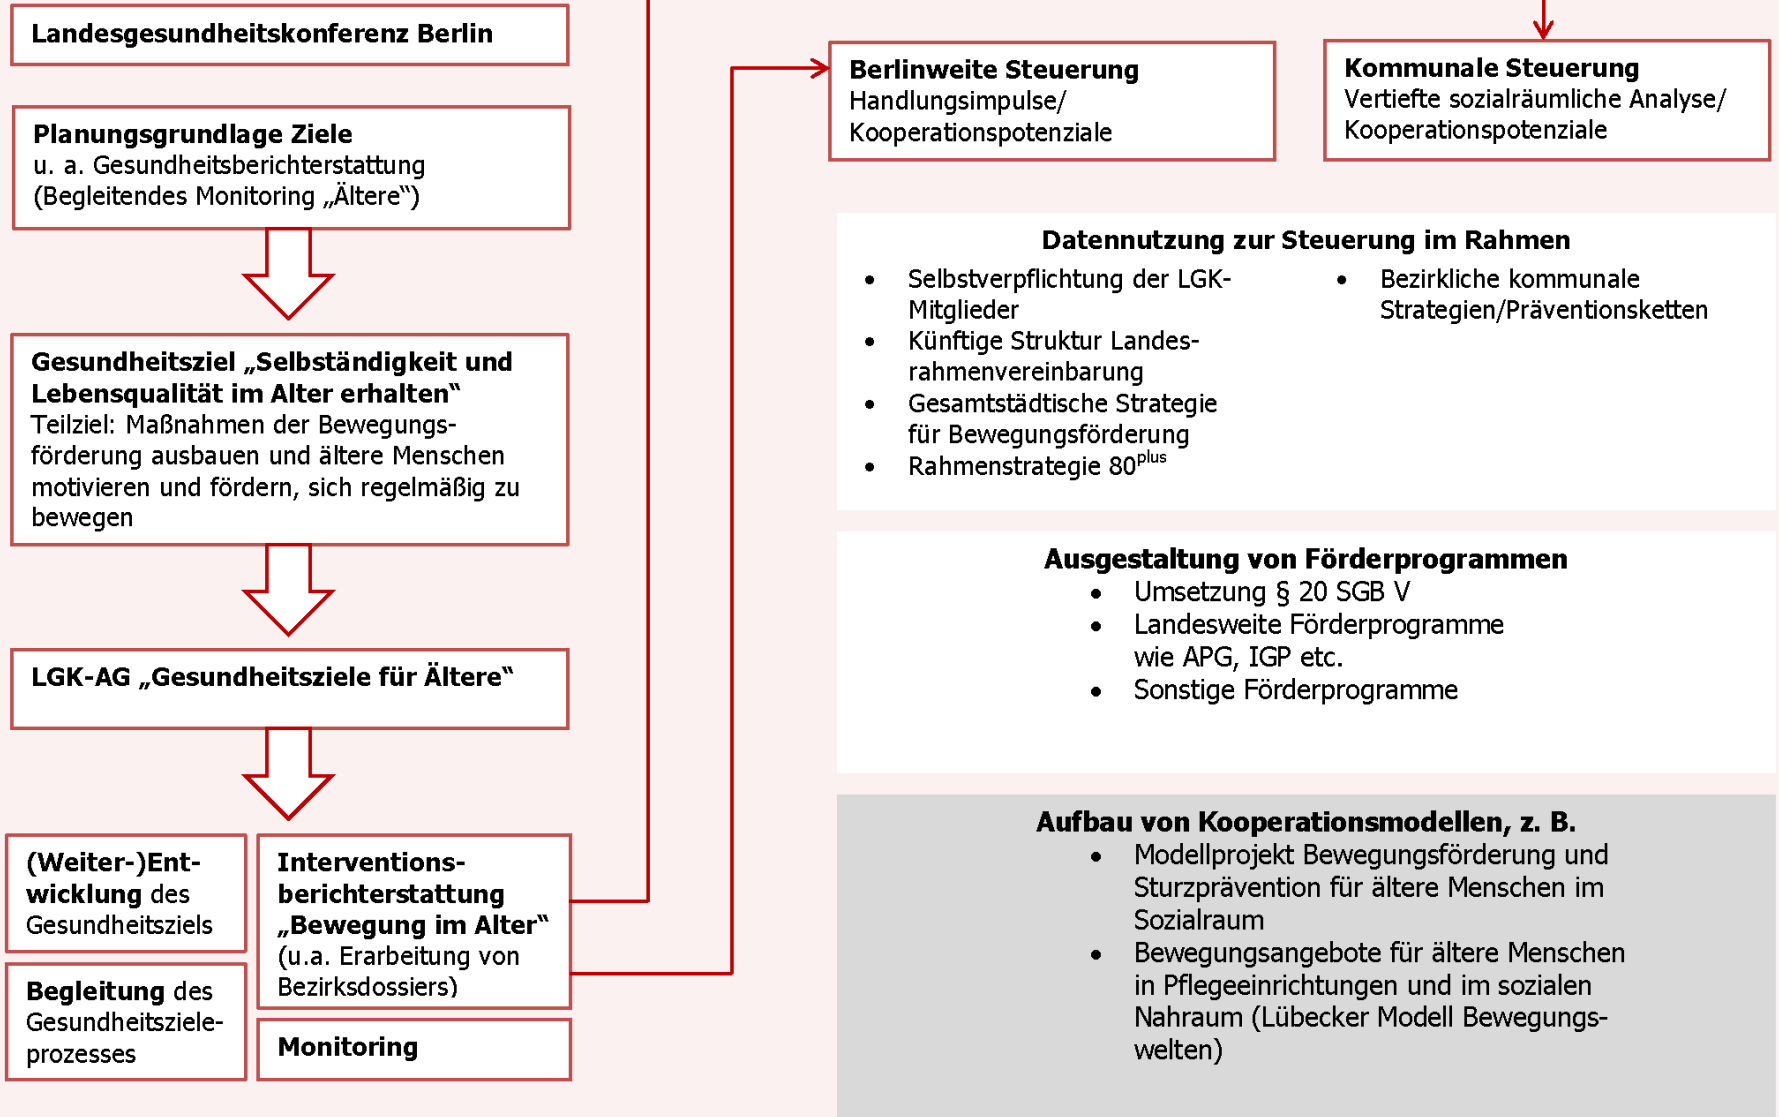 Landesgesundheitskonferenz Berlin
Planungsgrundlage Ziele
u. a. Gesundheitsberichterstattung
(Begleitendes Monitoring „Ältere“)
Gesundheitsziel „Selbständigkeit und
Lebensqualität im Alter erhalten“
Teilziel: Maßnahmen der Bewegungs-
förderung ausbauen und ältere Menschen
motivieren und fördern, sich regelmäßig zu
bewegen
LGK-AG „Gesundheitsziele für Ältere“
(Weiter-)Ent-
wicklung des
Gesundheitsziels
Begleitung des
Gesundheitsziele-
prozesses
Interventions-
berichterstattung
„Bewegung im Alter“
(u.a. Erarbeitung von
Bezirksdossiers)
Monitoring
Berlinweite Steuerung
Handlungsimpulse/
Kooperationspotenziale
Kommunale Steuerung
Vertiefte sozialräumliche Analyse/
Kooperationspotenziale
Datennutzung zur Steuerung im Rahmen
• Selbstverpflichtung der LGK-
Mitglieder
• Künftige Struktur Landes-
rahmenvereinbarung
• Gesamtstädtische Strategie
für Bewegungsförderung
• Rahmenstrategie 80plus
• Bezirkliche kommunale
Strategien/Präventionsketten
Ausgestaltung von Förderprogrammen
• Umsetzung § 20 SGB V
• Landesweite Förderprogramme
wie APG, IGP etc.
• Sonstige Förderprogramme
Aufbau von Kooperationsmodellen, z. B.
• Modellprojekt Bewegungsförderung und
Sturzprävention für ältere Menschen im
Sozialraum
• Bewegungsangebote für ältere Menschen
in Pflegeeinrichtungen und im sozialen
Nahraum (Lübecker Modell Bewegungs-
welten)